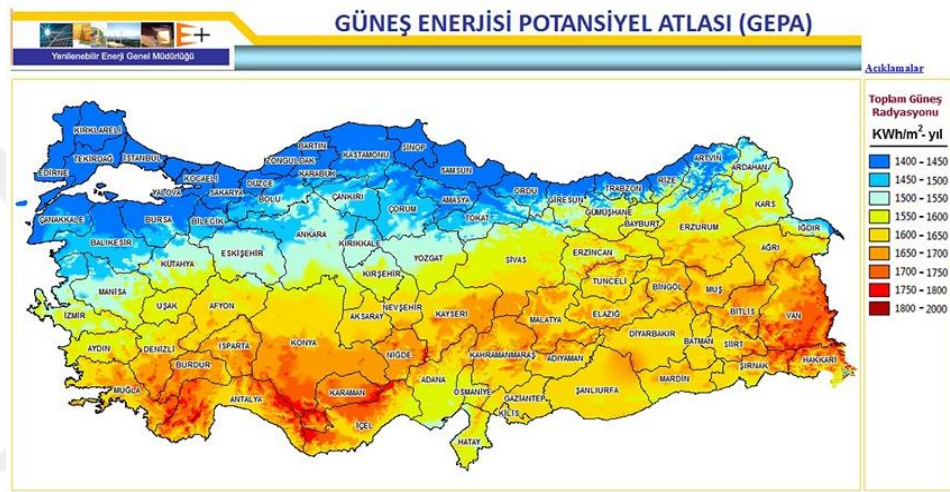 GÜNEŞ ENERJİSİ POTANSİYEL ATLASI (GEPA)
E+
Yenilenebilir Enerji Genel Müdürlüğü
Açıklamalar
Toplam Güneş
Radyasyonu
KWh/m²-yıl
1400 - 1450
1450 - 1500
1500 - 1550
1550 - 1600
1600 - 1650
1650 - 1700
1700 - 1750
1750 - 1800
1800 - 2000
KIRKLARELİ
TEKİRDAĞ
İSTANBUL
EDİRNE
KOCAELİ
YALOVA
SAKARYA
DÜZCE
ZONGULDAK
BARTIN
KARABÜK
KASTAMONU
SİNOP
SAMSUN
ORDU
GİRESUN
TRABZON
RİZE
ARTVİN
ARDAHAN
KARS
IĞDIR
ÇANAKKALE
BALIKESİR
BURSA
BİLECİK
BOLU
ÇANKIRI
ÇORUM
AMASYA
TOKAT
GÜMÜŞHANE
BAYBURT
ERZURUM
AĞRI
KÜTAHYA
ESKİŞEHİR
ANKARA
KIRIKKALE
YOZGAT
SİVAS
ERZİNCAN
TUNCELİ
BİNGÖL
MUŞ
MANİSA
İZMİR
UŞAK
AFYON
KIRŞEHİR
NEVŞEHİR
AKSARAY
KAYSERİ
MALATYA
ELAZIĞ
DİYARBAKIR
BATMAN
BİTLİS
SİİRT
VAN
AYDIN
DENİZLİ
ISPARTA
BURDUR
KONYA
NİĞDE
KAHRAMANMARAŞ
ADIYAMAN
ŞANLIURFA
MARDİN
ŞIRNAK
HAKKARİ
MUĞLA
ANTALYA
KARAMAN
İÇEL
ADANA
OSMANİYE
GAZİANTEP
KİLİS
HATAY